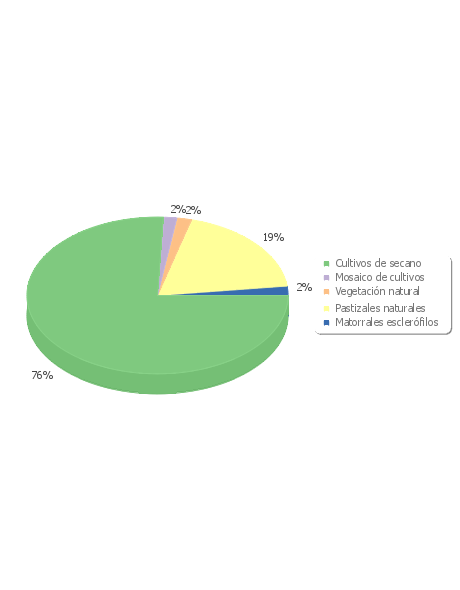 2%
2%
19%
2%
76%
Cultivos de secano
Mosaico de cultivos
Vegetación natural
Pastizales naturales
Matorrales esclerófilos